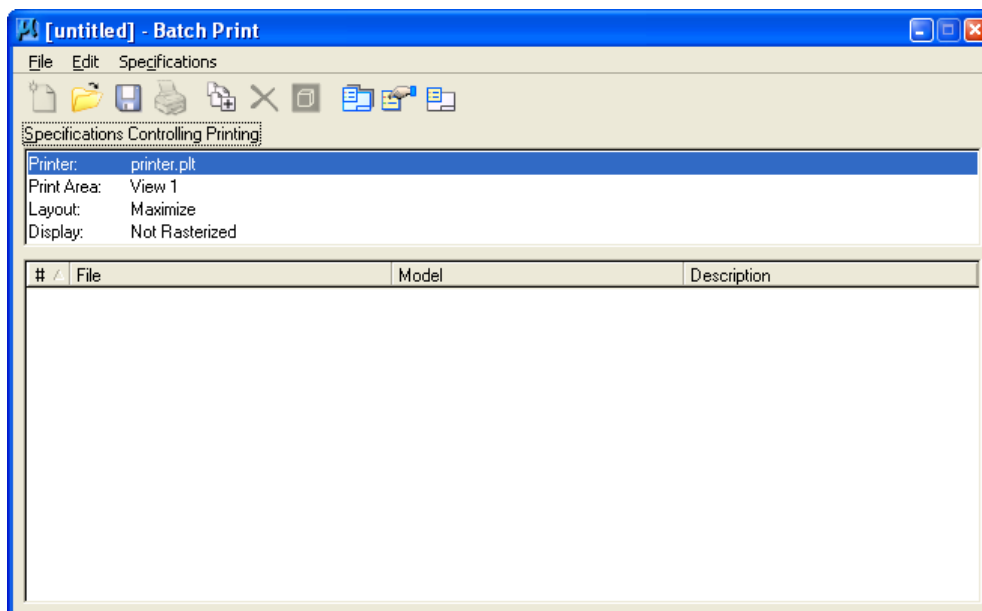 [untitled] - Batch Print
File Edit Specifications
Specifications Controlling Printing
Printer: printer.plt
Print Area: View 1
Layout: Maximize
Display: Not Rasterized
# File Model Description